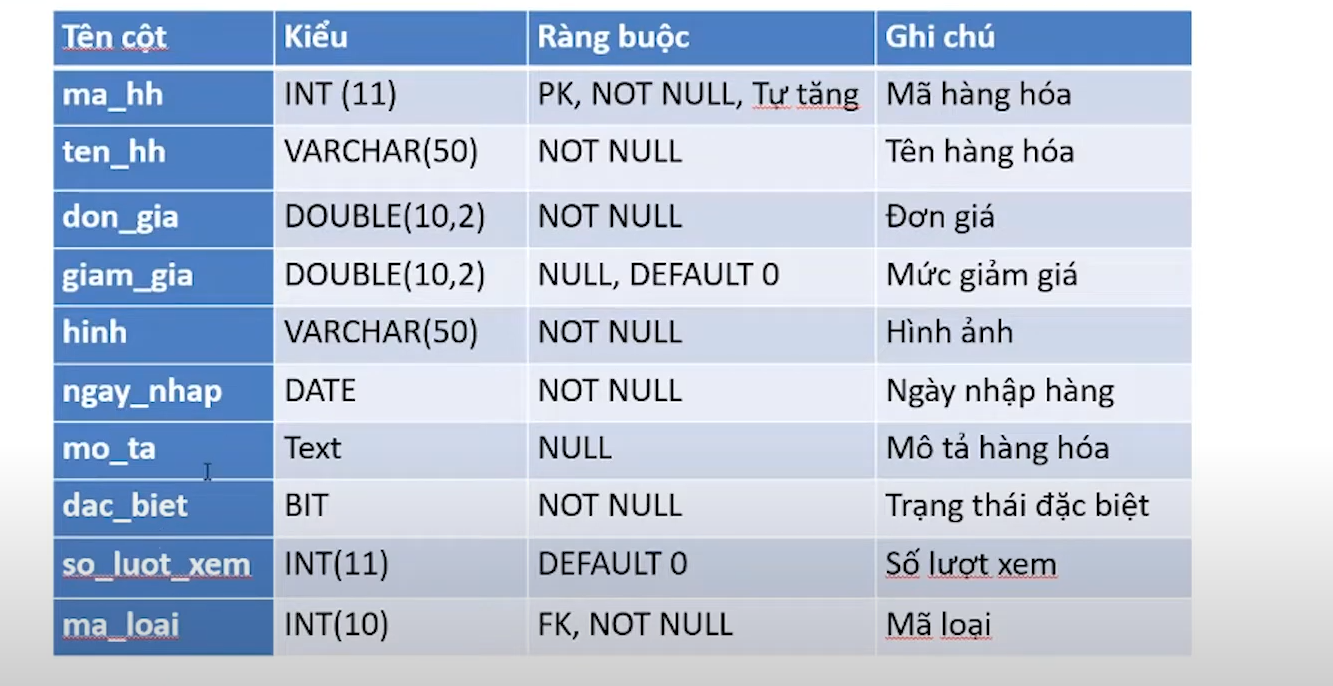 Tên cột Kiểu Ràng buộc Ghi chú
ma_hh INT (11) PK, NOT NULL, Tự tăng Mã hàng hóa
ten_hh VARCHAR(50) NOT NULL Tên hàng hóa
don_gia DOUBLE(10,2) NOT NULL Đơn giá
giam_gia DOUBLE(10,2) NULL, DEFAULT 0 Mức giảm giá
hinh VARCHAR(50) NOT NULL Hình ảnh
ngay_nhap DATE NOT NULL Ngày nhập hàng
mo_ta Text NULL Mô tả hàng hóa
dac_biet BIT NOT NULL Trạng thái đặc biệt
so_luot_xem INT(11) DEFAULT 0 Số lượt xem
ma_loai INT(10) FK, NOT NULL Mã loại